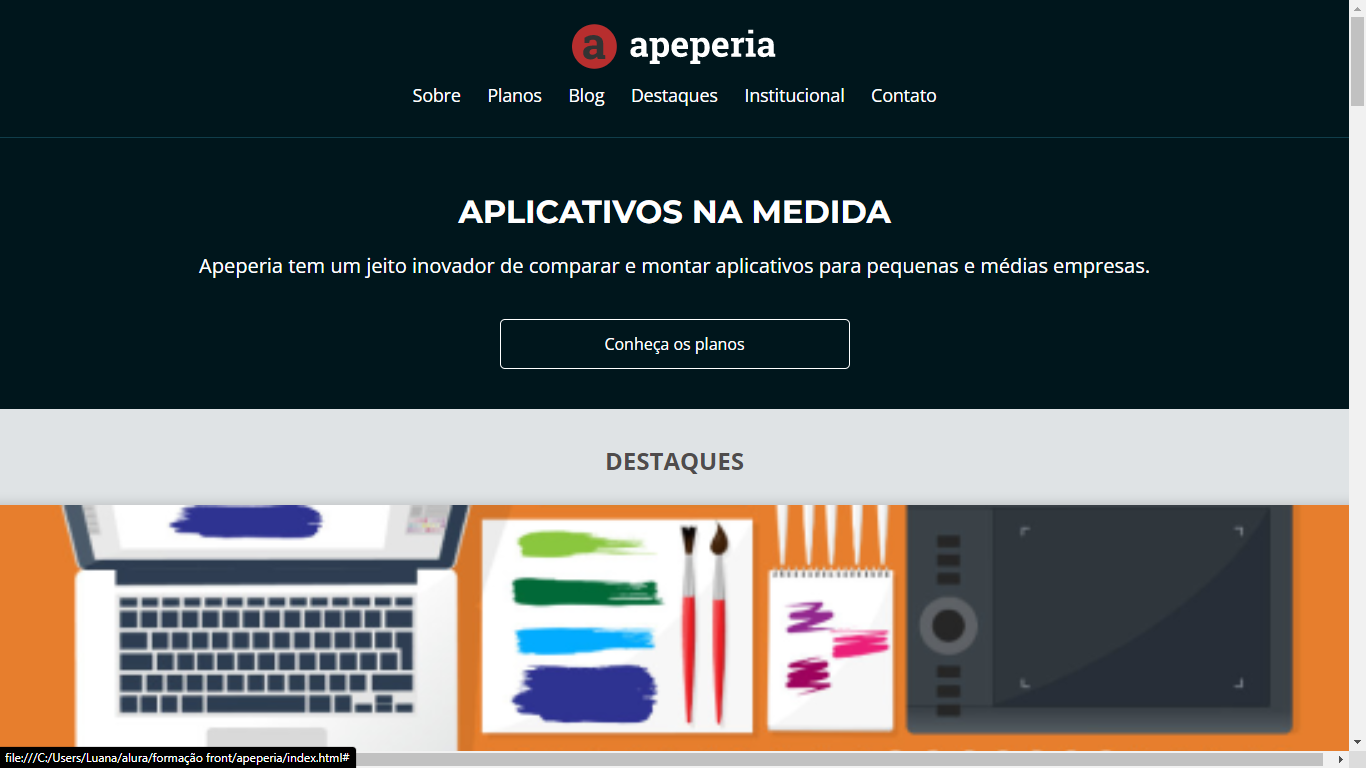 a apeperia
Sobre Planos Blog Destaques Institucional Contato
APLICATIVOS NA MEDIDA
Apeperia tem um jeito inovador de comparar e montar aplicativos para pequenas e médias empresas.
Conheça os planos
DESTAQUES
file:///C:/Users/Luana/alura/formação front/apeperia/index.html#